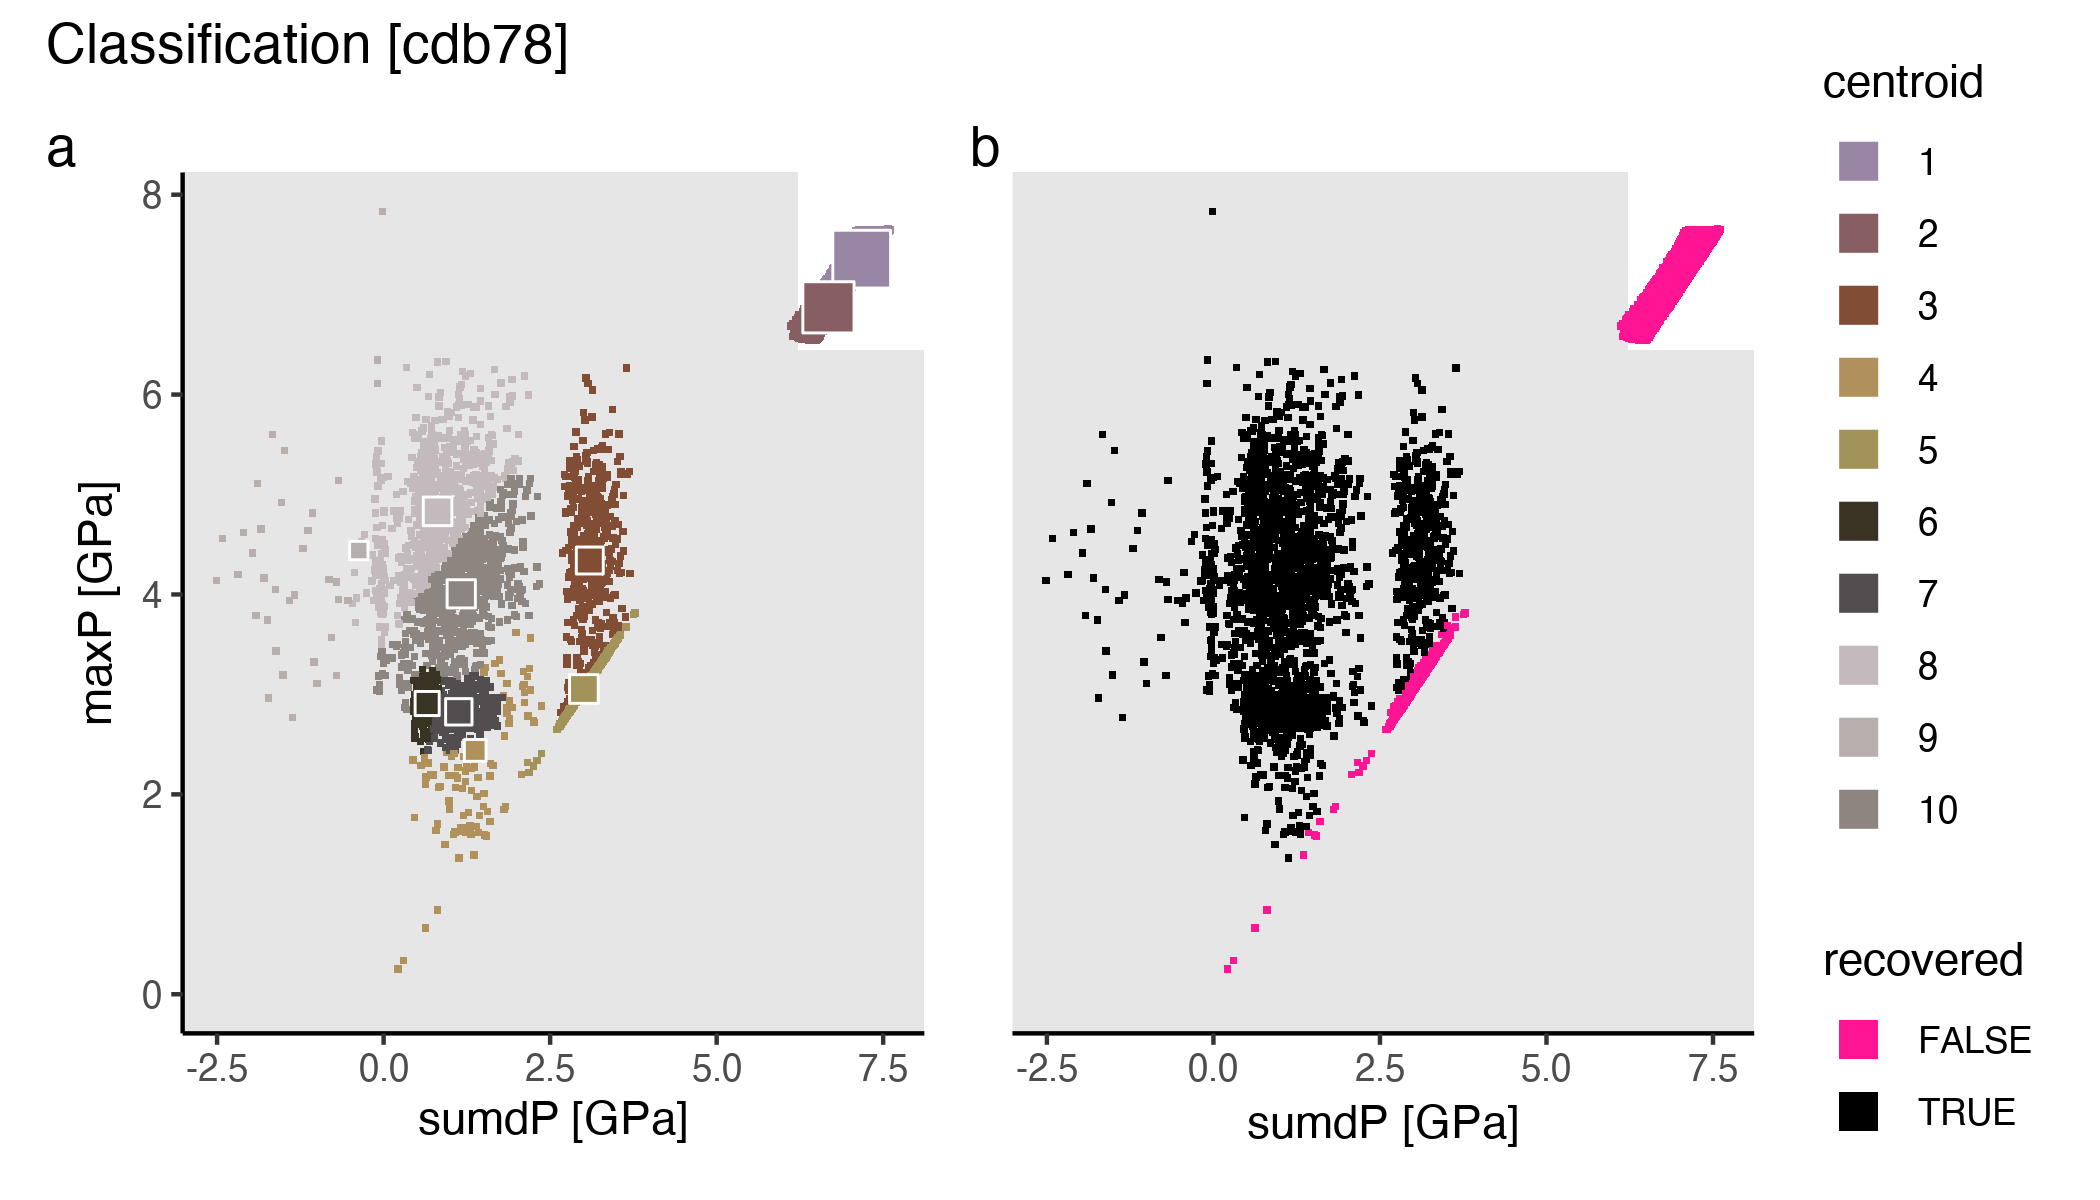 Classification [cdb78]
a
b
8
6
4
2
0
maxP [GPa]
-2.5 0.0 2.5 5.0 7.5
sumdP [GPa]
-2.5 0.0 2.5 5.0 7.5
sumdP [GPa]
centroid
1
2
3
4
5
6
7
8
9
10
recovered
FALSE
TRUE